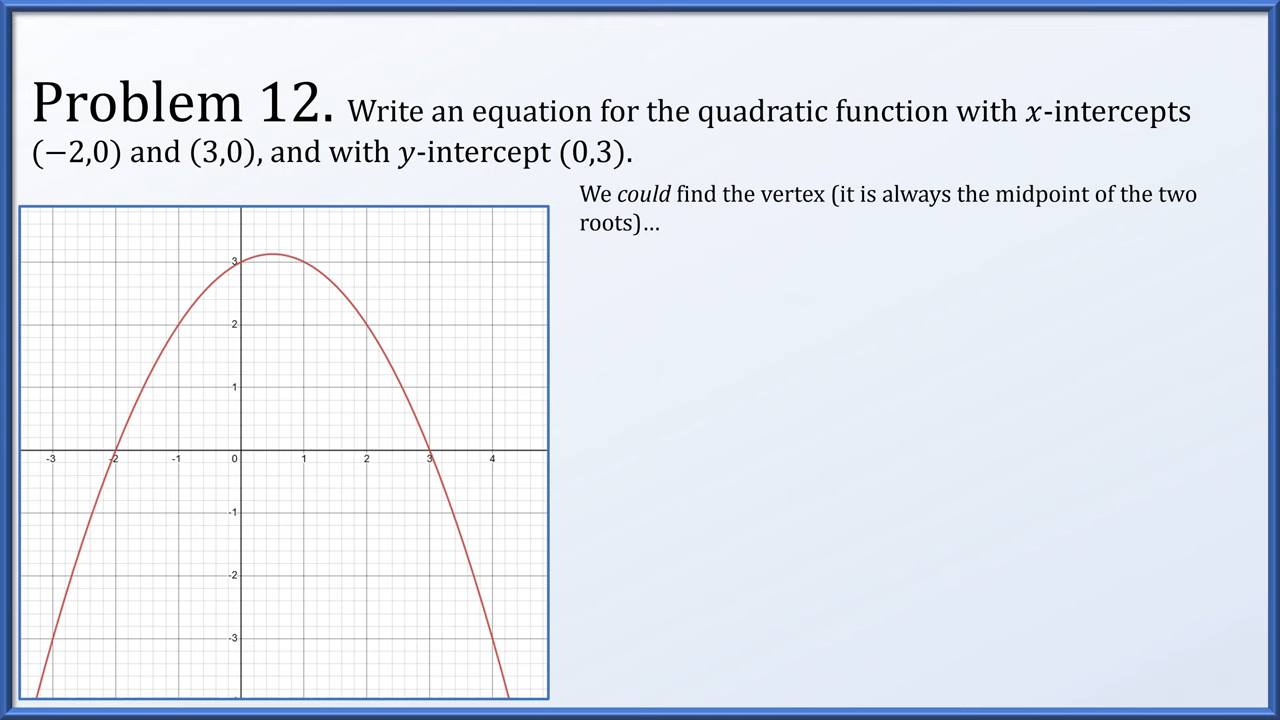 Problem 12. Write an equation for the quadratic function with x-intercepts
(−2,0) and (3,0), and with y-intercept (0,3).
We could find the vertex (it is always the midpoint of the two
roots)…
3
2
1
-3 -2 -1 0 1 2 3 4
-1
-2
-3